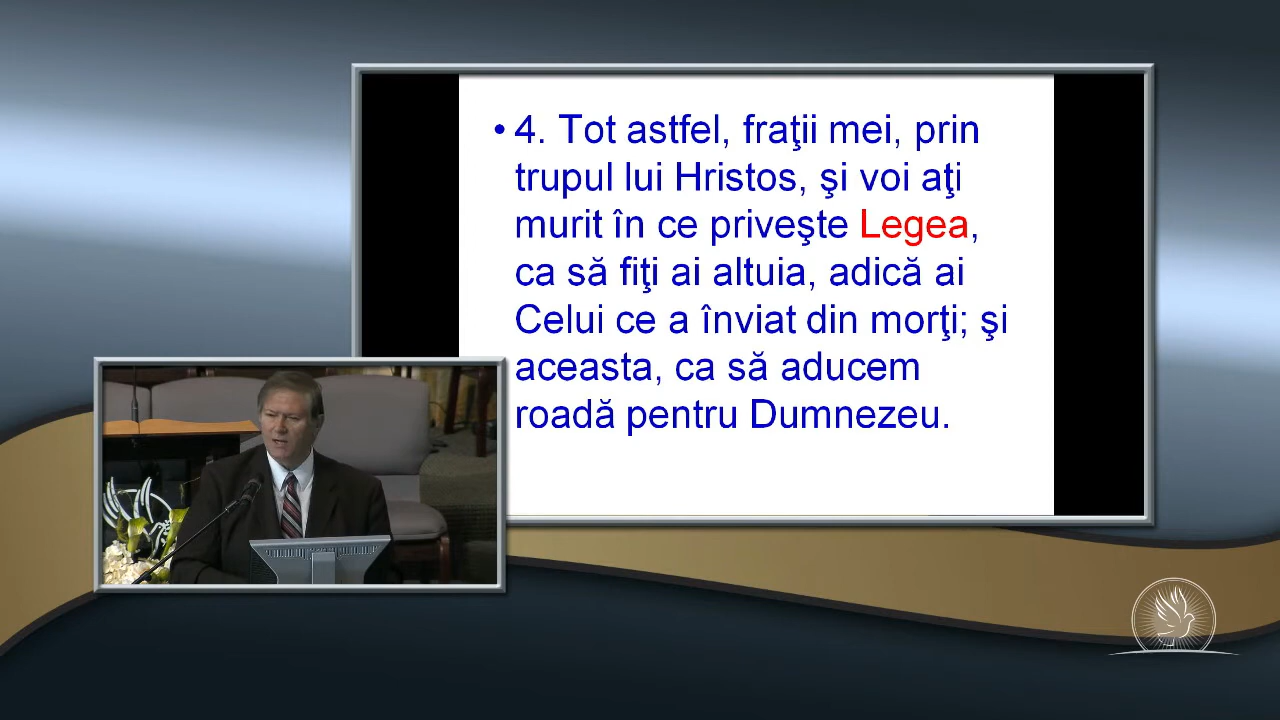 • 4. Tot astfel, fraţii mei, prin
trupul lui Hristos, şi voi aţi
murit în ce priveşte Legea,
ca să fiţi ai altuia, adică ai
Celui ce a înviat din morţi; şi
aceasta, ca să aducem
roadă pentru Dumnezeu.